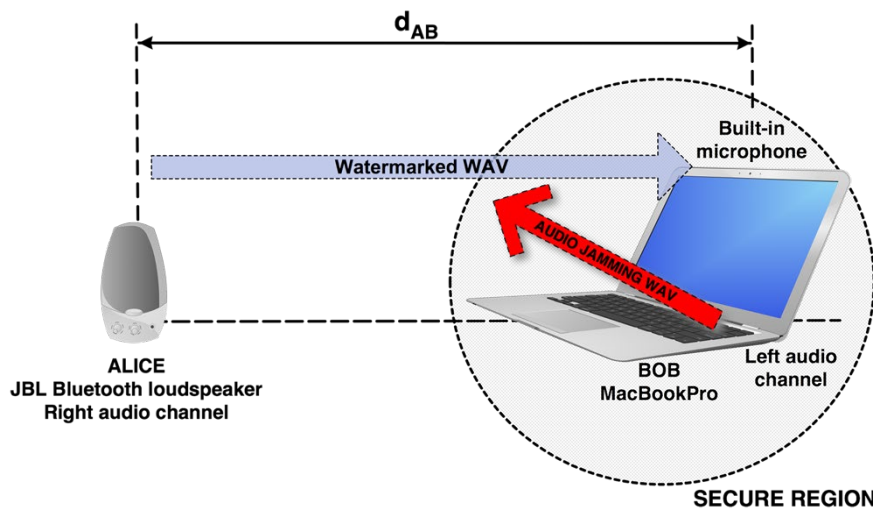 dAB
Built-in
microphone
Watermarked WAV
AUDIO JAMMING WAV
ALICE
JBL Bluetooth loudspeaker
Right audio channel
BOB
MacBookPro
Left audio
channel
SECURE REGION